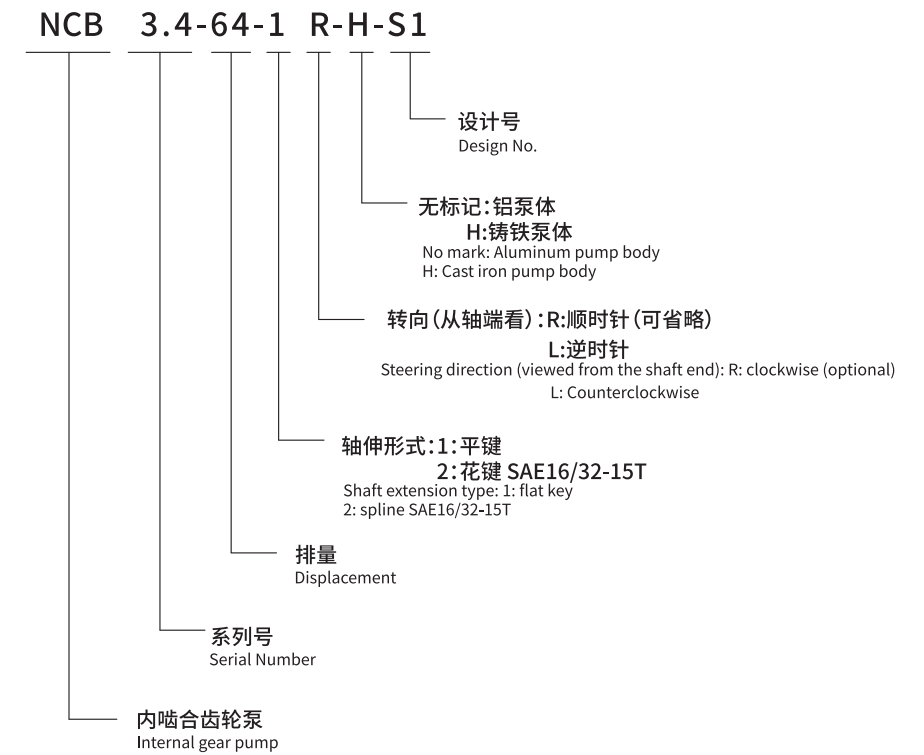 NCB 3.4-64-1 R-H-S1
设计号
Design No.
无标记:铝泵体
H:铸铁泵体
No mark: Aluminum pump body
H: Cast iron pump body
转向(从轴端看):R:顺时针(可省略)
L:逆时针
Steering direction (viewed from the shaft end): R: clockwise (optional)
L: Counterclockwise
轴伸形式:1:平键
2:花键 SAE16/32-15T
Shaft extension type: 1: flat key
2: spline SAE16/32-15T
排量
Displacement
系列号
Serial Number
内啮合齿轮泵
Internal gear pump